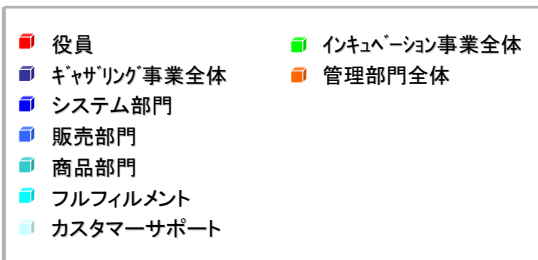 役員
ｷﾞｬｻﾞﾘﾝｸﾞ事業全体
システム部門
販売部門
商品部門
フルフィルメント
カスタマーサポート
ｲﾝｷｭﾍﾞｰｼｮﾝ事業全体
管理部門全体